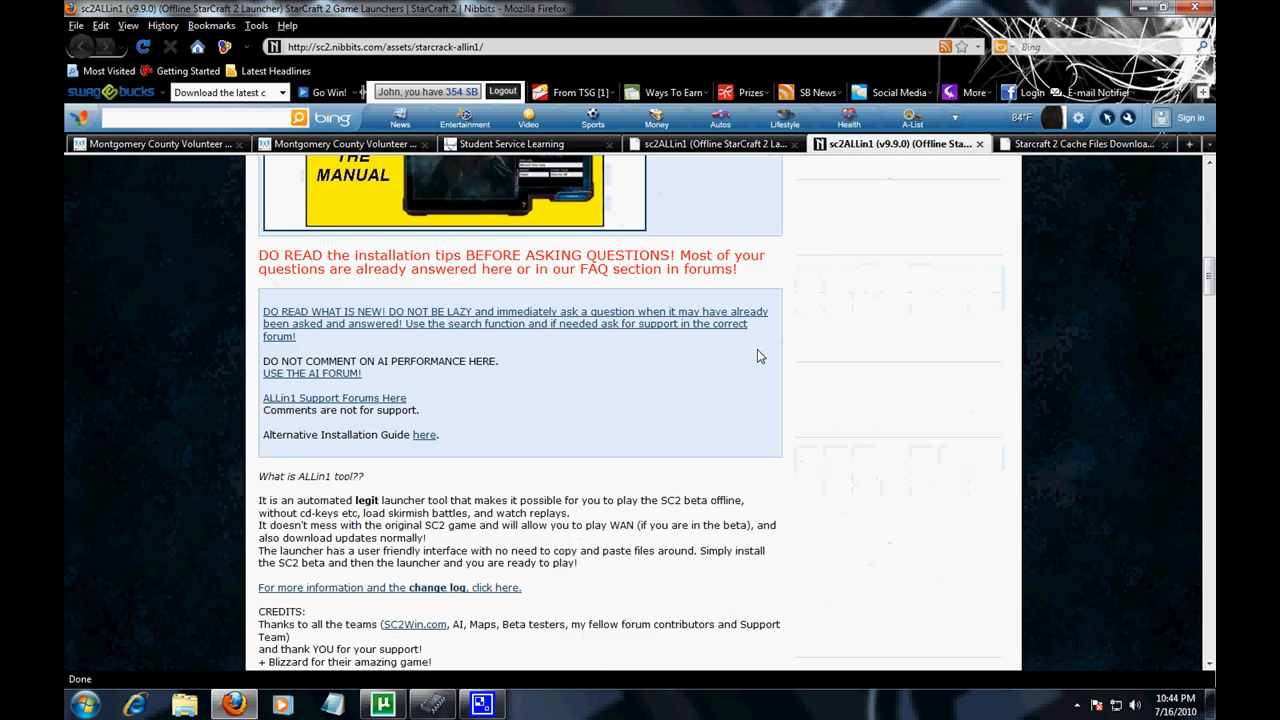 sc2ALLin1 (v9.9.0) (Offline StarCraft 2 Launcher) StarCraft 2 Game Launchers | StarCraft 2 | Nibbits - Mozilla Firefox
File Edit View History Bookmarks Tools Help
http://sc2.nibbits.com/assets/starcrack-allin1/ Bing
Most Visited Getting Started Latest Headlines
SWAGBUCKS Download the latest c Go Win! John, you have 354 SB Logout From TSG [1] Ways To Earn Prizes SB News Social Media More Login E-mail Notifier
bing News Entertainment Video Sports Money Autos Lifestyle Health A-List 84°F Sign in
Montgomery County Volunteer ... Montgomery County Volunteer ... Student Service Learning sc2ALLin1 (Offline StarCraft 2 La... sc2ALLin1 (v9.9.0) (Offline Sta... Starcraft 2 Cache Files Downloa...
THE
MANUAL
DO READ the installation tips BEFORE ASKING QUESTIONS! Most of your
questions are already answered here or in our FAQ section in forums!
DO READ WHAT IS NEW! DO NOT BE LAZY and immediately ask a question when it may have already
been asked and answered! Use the search function and if needed ask for support in the correct
forum!
DO NOT COMMENT ON AI PERFORMANCE HERE.
USE THE AI FORUM!
ALLin1 Support Forums Here
Comments are not for support.
Alternative Installation Guide here.
What is ALLin1 tool??
It is an automated legit launcher tool that makes it possible for you to play the SC2 beta offline,
without cd-keys etc, load skirmish battles, and watch replays.
It doesn't mess with the original SC2 game and will allow you to play WAN (if you are in the beta), and
also download updates normally!
The launcher has a user friendly interface with no need to copy and paste files around. Simply install
the SC2 beta and then the launcher and you are ready to play!
For more information and the change log, click here.
CREDITS:
Thanks to all the teams (SC2Win.com, AI, Maps, Beta testers, my fellow forum contributors and Support
Team)
and thank YOU for your support!
+ Blizzard for their amazing game!
Done
10:44 PM
7/16/2010